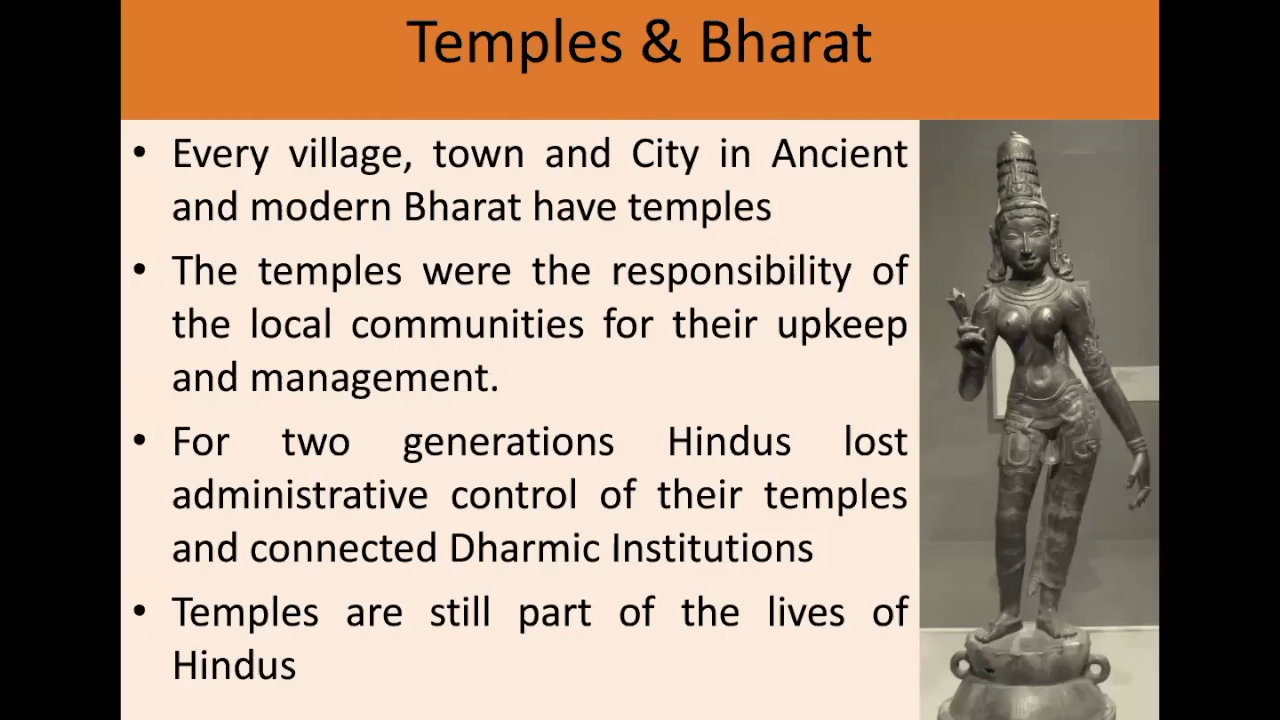 Temples & Bharat
• Every village, town and City in Ancient
and modern Bharat have temples
• The temples were the responsibility of
the local communities for their upkeep
and management.
• For two generations Hindus lost
administrative control of their temples
and connected Dharmic Institutions
• Temples are still part of the lives of
Hindus